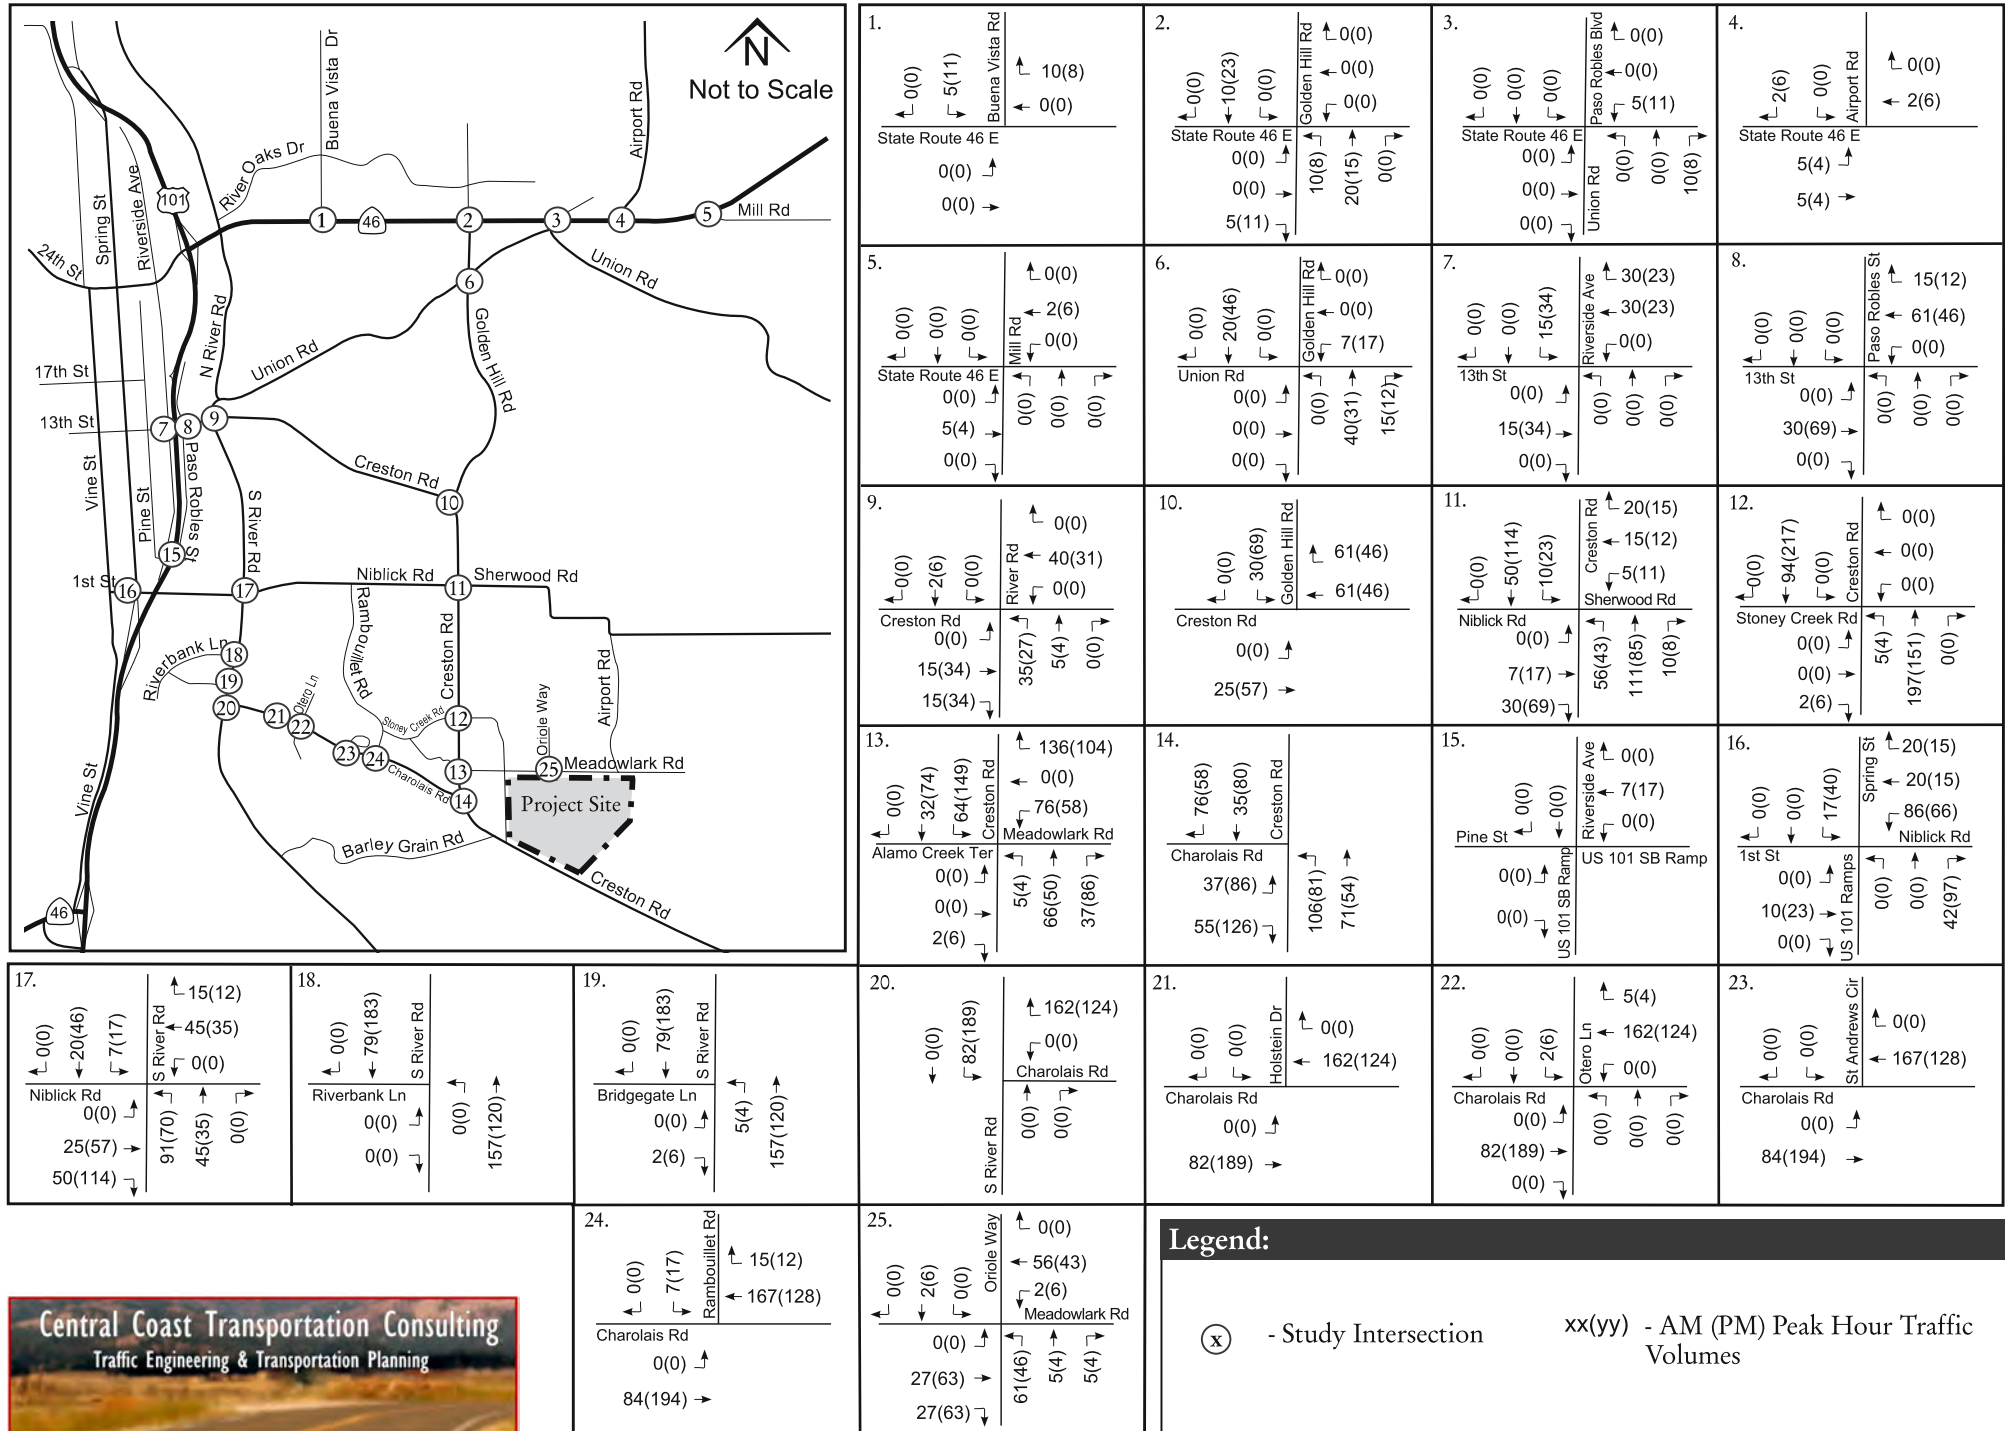 N
Not to Scale
Buena Vista Dr
Airport Rd
River Oaks Dr
101
Spring St
Riverside Ave
24th St
1
46
2
3
4
5
Mill Rd
Union Rd
6
N River Rd
Golden Hill Rd
Union Rd
17th St
13th St
7
8
9
Vine St
Pine St
Paso Robles St
S River Rd
Creston Rd
10
15
1st St
16
17
Niblick Rd
11
Sherwood Rd
Rambouillet Rd
Creston Rd
Airport Rd
Riverbank Ln
18
19
20
21
Otero Ln
22
23
24
Stoney Creek Rd
12
Oriole Way
13
25
Meadowlark Rd
Charolais Rd
14
Project Site
Vine St
Barley Grain Rd
Creston Rd
46
1.
0(0)
5(11)
Buena Vista Rd
10(8)
0(0)
State Route 46 E
0(0)
0(0)
2.
0(0)
10(23)
0(0)
Golden Hill Rd
0(0)
0(0)
0(0)
State Route 46 E
0(0)
0(0)
5(11)
10(8)
20(15)
0(0)
3.
0(0)
0(0)
0(0)
Paso Robles Blvd
0(0)
0(0)
5(11)
State Route 46 E
0(0)
0(0)
0(0)
Union Rd
0(0)
0(0)
10(8)
4.
2(6)
0(0)
Airport Rd
0(0)
2(6)
State Route 46 E
5(4)
5(4)
5.
0(0)
0(0)
0(0)
Mill Rd
0(0)
2(6)
0(0)
State Route 46 E
0(0)
5(4)
0(0)
0(0)
0(0)
0(0)
6.
0(0)
20(46)
0(0)
Golden Hill Rd
0(0)
0(0)
7(17)
Union Rd
0(0)
0(0)
0(0)
0(0)
40(31)
15(12)
7.
0(0)
0(0)
15(34)
Riverside Ave
30(23)
30(23)
0(0)
13th St
0(0)
15(34)
0(0)
0(0)
0(0)
0(0)
8.
0(0)
0(0)
0(0)
Paso Robles St
15(12)
61(46)
0(0)
13th St
0(0)
30(69)
0(0)
0(0)
0(0)
0(0)
9.
0(0)
2(6)
0(0)
River Rd
0(0)
40(31)
0(0)
Creston Rd
0(0)
15(34)
15(34)
35(27)
5(4)
0(0)
10.
0(0)
30(69)
Golden Hill Rd
61(46)
61(46)
Creston Rd
0(0)
25(57)
11.
0(0)
50(114)
10(23)
Creston Rd
20(15)
15(12)
5(11)
Sherwood Rd
Niblick Rd
0(0)
7(17)
30(69)
56(43)
111(85)
10(8)
12.
0(0)
94(217)
0(0)
Creston Rd
0(0)
0(0)
0(0)
Stoney Creek Rd
0(0)
0(0)
2(6)
5(4)
197(151)
0(0)
13.
0(0)
32(74)
64(149)
Creston Rd
136(104)
0(0)
76(58)
Meadowlark Rd
Alamo Creek Ter
0(0)
0(0)
2(6)
5(4)
66(50)
37(86)
14.
76(58)
35(80)
Creston Rd
Charolais Rd
37(86)
55(126)
106(81)
71(54)
15.
0(0)
0(0)
Riverside Ave
0(0)
7(17)
0(0)
Pine St
US 101 SB Ramp
0(0)
0(0)
US 101 SB Ramp
16.
0(0)
0(0)
17(40)
Spring St
20(15)
20(15)
86(66)
Niblick Rd
1st St
0(0)
10(23)
0(0)
US 101 Ramps
0(0)
0(0)
42(97)
17.
0(0)
20(46)
7(17)
S River Rd
15(12)
45(35)
0(0)
Niblick Rd
0(0)
25(57)
50(114)
91(70)
45(35)
0(0)
18.
0(0)
79(183)
S River Rd
Riverbank Ln
0(0)
0(0)
0(0)
157(120)
19.
0(0)
79(183)
S River Rd
Bridgegate Ln
0(0)
2(6)
5(4)
157(120)
20.
0(0)
82(189)
162(124)
0(0)
Charolais Rd
S River Rd
0(0)
0(0)
21.
0(0)
0(0)
Holstein Dr
0(0)
162(124)
Charolais Rd
0(0)
82(189)
22.
0(0)
0(0)
2(6)
Otero Ln
5(4)
162(124)
0(0)
Charolais Rd
0(0)
82(189)
0(0)
0(0)
0(0)
0(0)
23.
0(0)
0(0)
St Andrews Cir
0(0)
167(128)
Charolais Rd
0(0)
84(194)
24.
0(0)
7(17)
Rambouillet Rd
15(12)
167(128)
Charolais Rd
0(0)
84(194)
25.
0(0)
2(6)
0(0)
Oriole Way
0(0)
56(43)
2(6)
Meadowlark Rd
0(0)
27(63)
27(63)
61(46)
5(4)
5(4)
Legend:
x
- Study Intersection
xx(yy) - AM (PM) Peak Hour Traffic
Volumes
Central Coast Transportation Consulting
Traffic Engineering & Transportation Planning